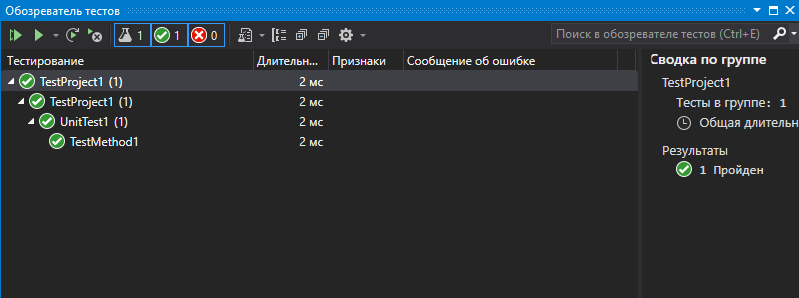 Обозреватель тестов
1 1 0
Поиск в обозревателе тестов (Ctrl+E)
Тестирование Длительн... Признаки Сообщение об ошибке
TestProject1 (1) 2 мс
TestProject1 (1) 2 мс
UnitTest1 (1) 2 мс
TestMethod1 2 мс
Сводка по группе
TestProject1
Тесты в группе: 1
Общая длительн
Результаты
1 Пройден